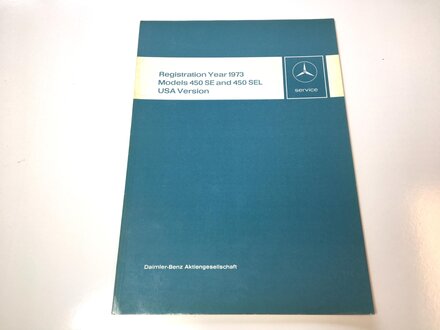 Registration Year 1973
Models 450 SE and 450 SEL
USA Version
service
Daimler-Benz Aktiengesellschaft